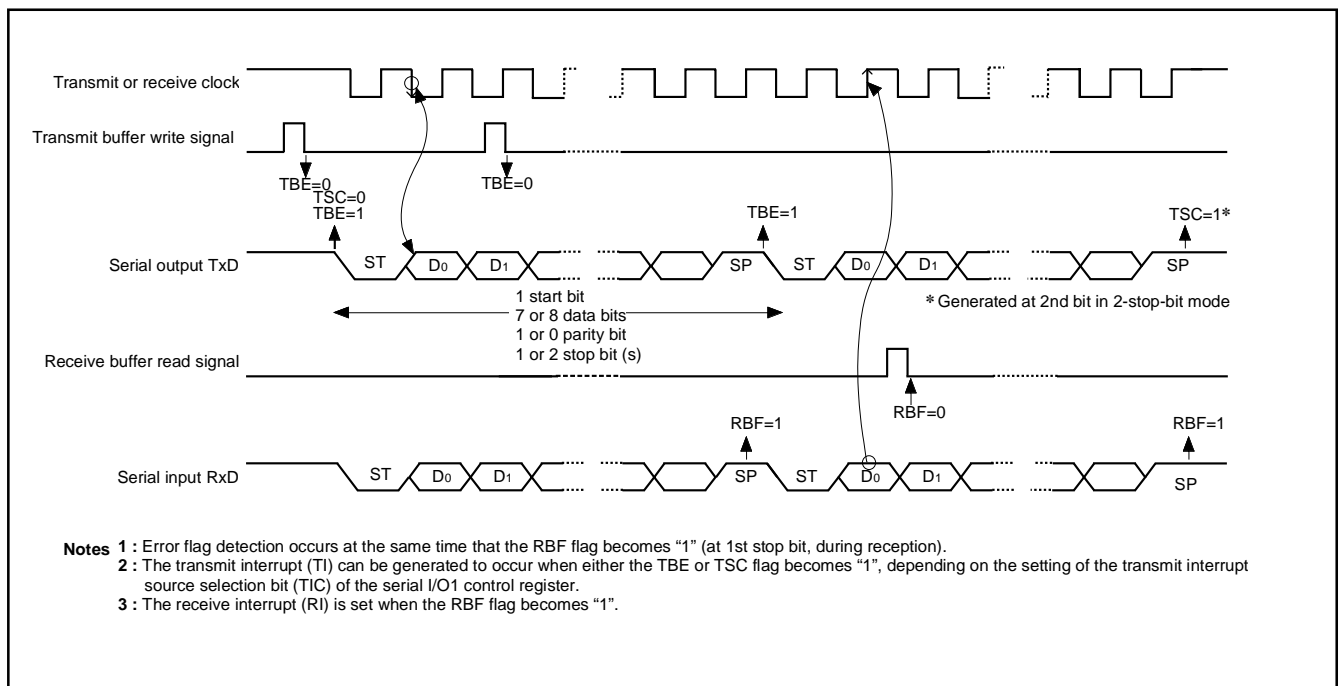 Transmit or receive clock
Transmit buffer write signal
TBE=0
TSC=0
TBE=1
TBE=0
TBE=1
TSC=1*
Serial output TxD
ST
D0
D1
SP
ST
D0
D1
SP
1 start bit
7 or 8 data bits
1 or 0 parity bit
1 or 2 stop bit (s)
* Generated at 2nd bit in 2-stop-bit mode
Receive buffer read signal
RBF=0
RBF=1
RBF=1
Serial input RxD
ST
D0
D1
SP
ST
D0
D1
SP
Notes 1 : Error flag detection occurs at the same time that the RBF flag becomes “1” (at 1st stop bit, during reception).
2 : The transmit interrupt (TI) can be generated to occur when either the TBE or TSC flag becomes “1”, depending on the setting of the transmit interrupt
source selection bit (TIC) of the serial I/O1 control register.
3 : The receive interrupt (RI) is set when the RBF flag becomes “1”.